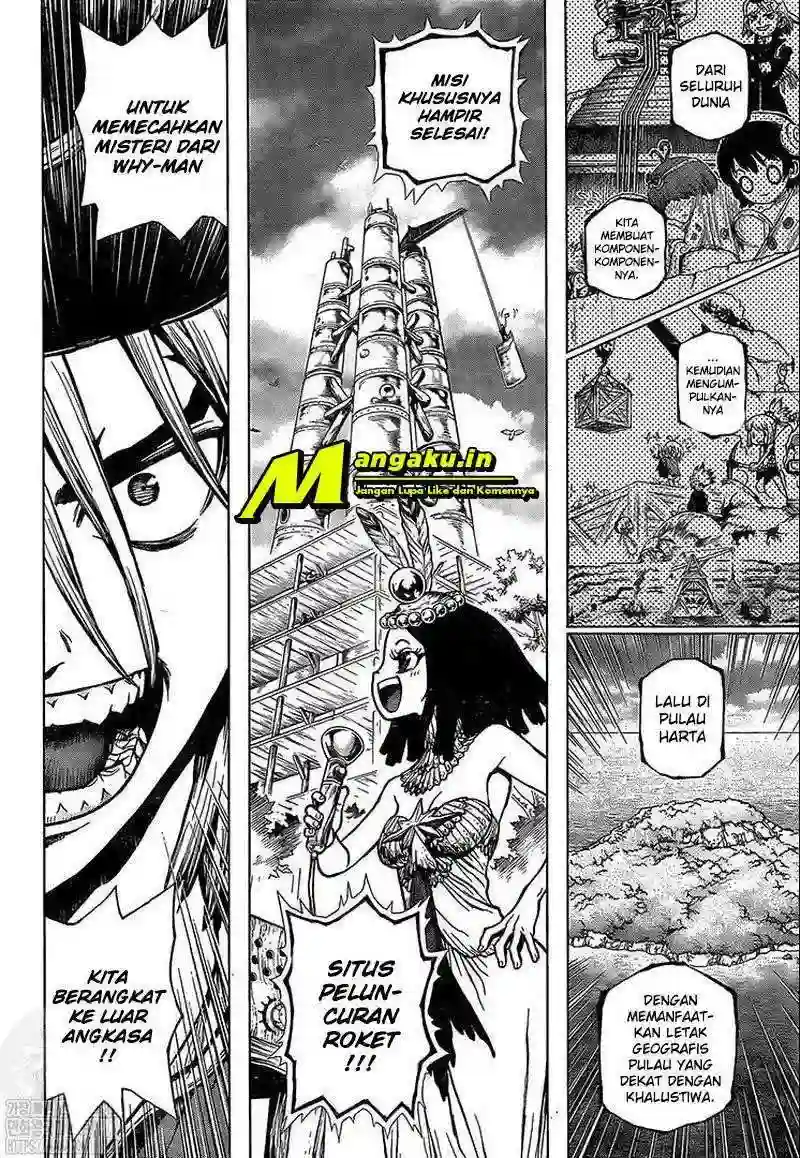 DARI
SELURUH
DUNIA
KITA
MEMBUAT
KOMPONEN-
KOMPONEN-
NYA.
...
KEMUDIAN
MENGUM-
PULKAN-
NYA
LALU DI
PULAU
HARTA
DENGAN
MEMANFAAT-
KAN LETAK
GEOGRAFIS
PULAU YANG
DEKAT DENGAN
KHALUSTIWA.
MISI
KHUSUSNYA
HAMPIR
SELESAI!
Mangaku.in
Jangan Lupa Like dan Komennya
SITUS
PELUN-
CURAN
ROKET
!!!
UNTUK
MEMECAHKAN
MISTERI DARI
WHY-MAN
KITA
BERANGKAT
KE LUAR
ANGKASA
!!